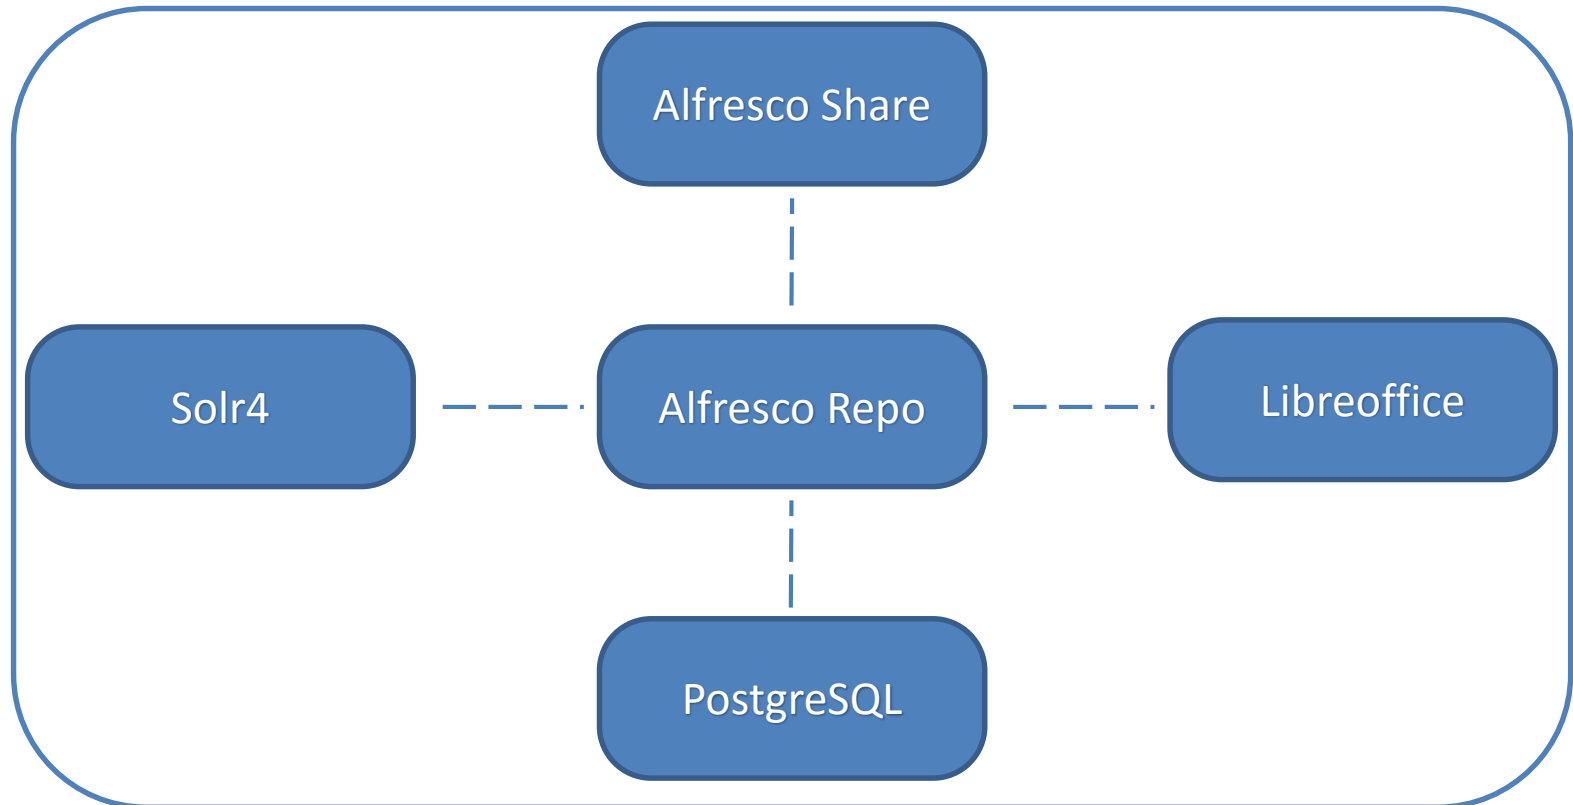 Alfresco Share
Solr4
Alfresco Repo
Libreoffice
PostgreSQL